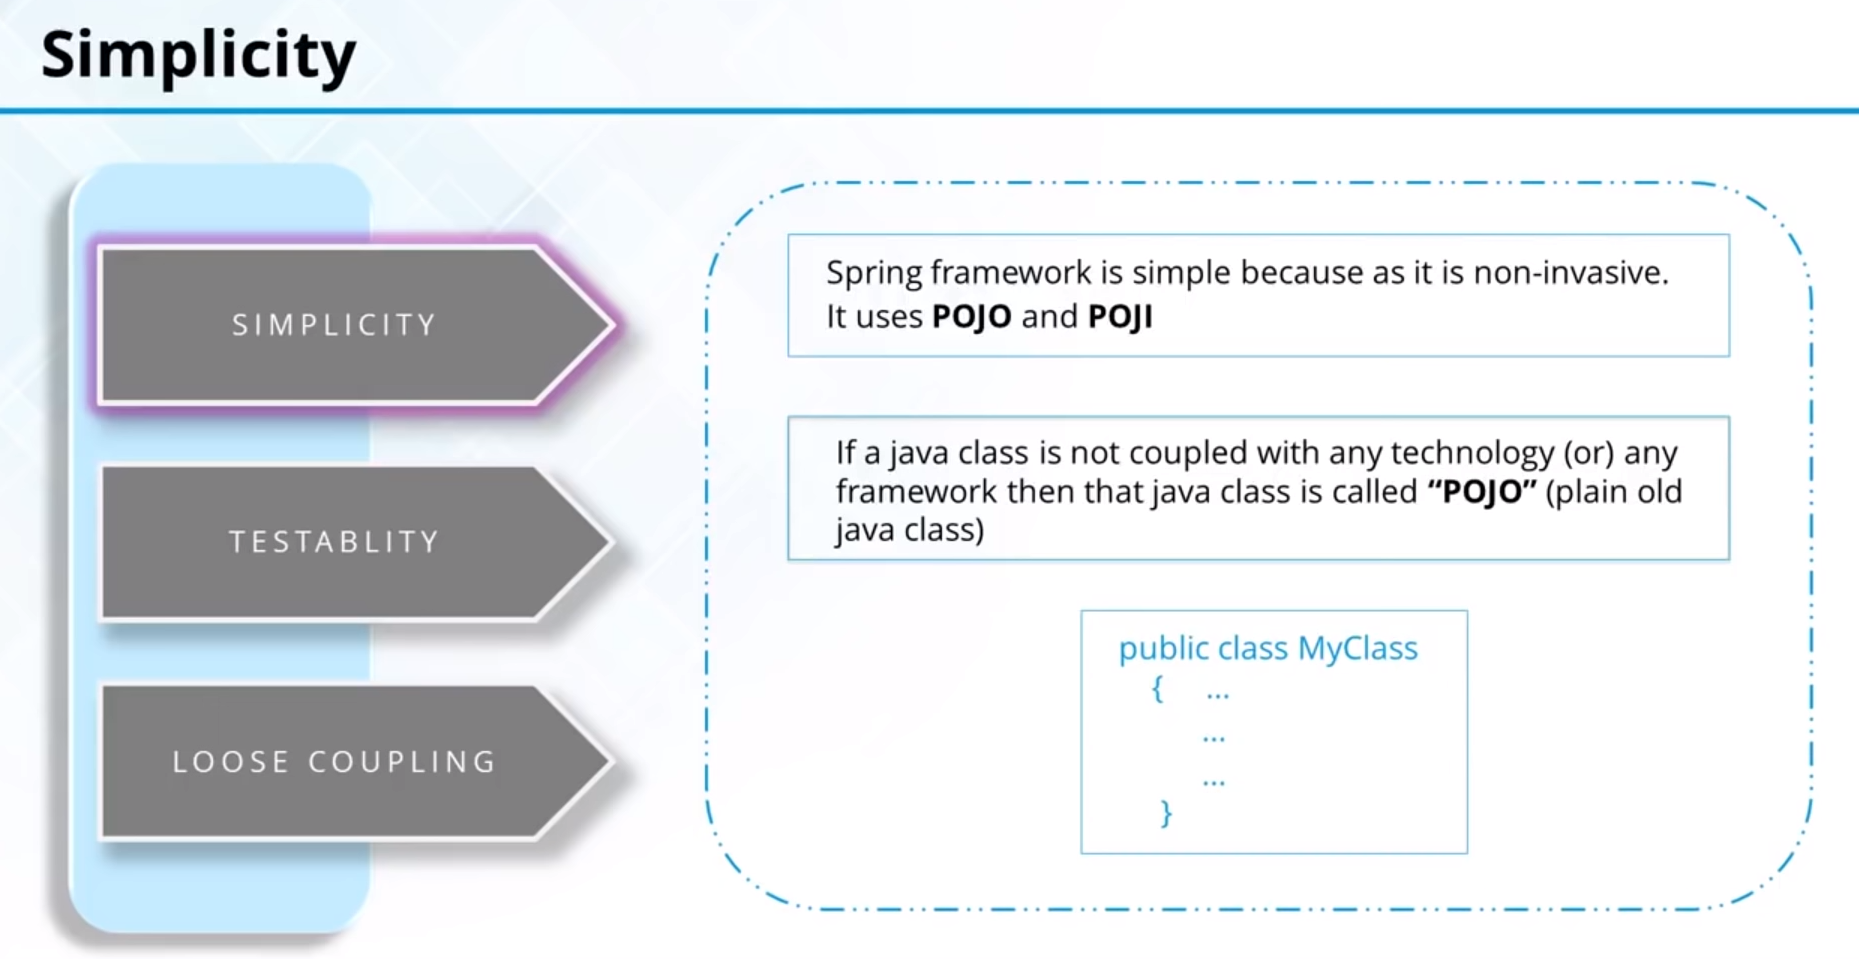 Simplicity
SIMPLICITY
TESTABLITY
LOOSE COUPLING
Spring framework is simple because as it is non-invasive.
It uses POJO and POJI
If a java class is not coupled with any technology (or) any
framework then that java class is called “POJO” (plain old
java class)
public class MyClass
{ ...
...
...
}